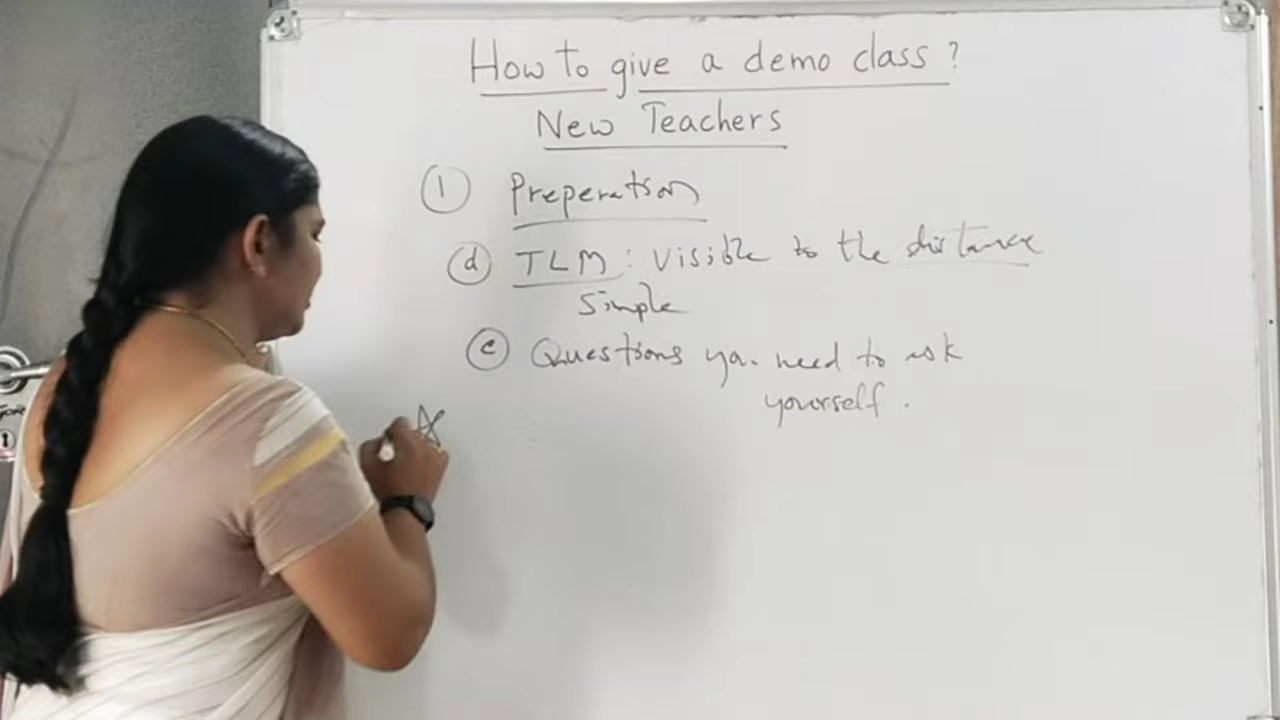 How to give a demo class?
New Teachers
① Preperation
ⓓ TLM: visible to the distance
simple
ⓔ Questions you need to ask
yourself.